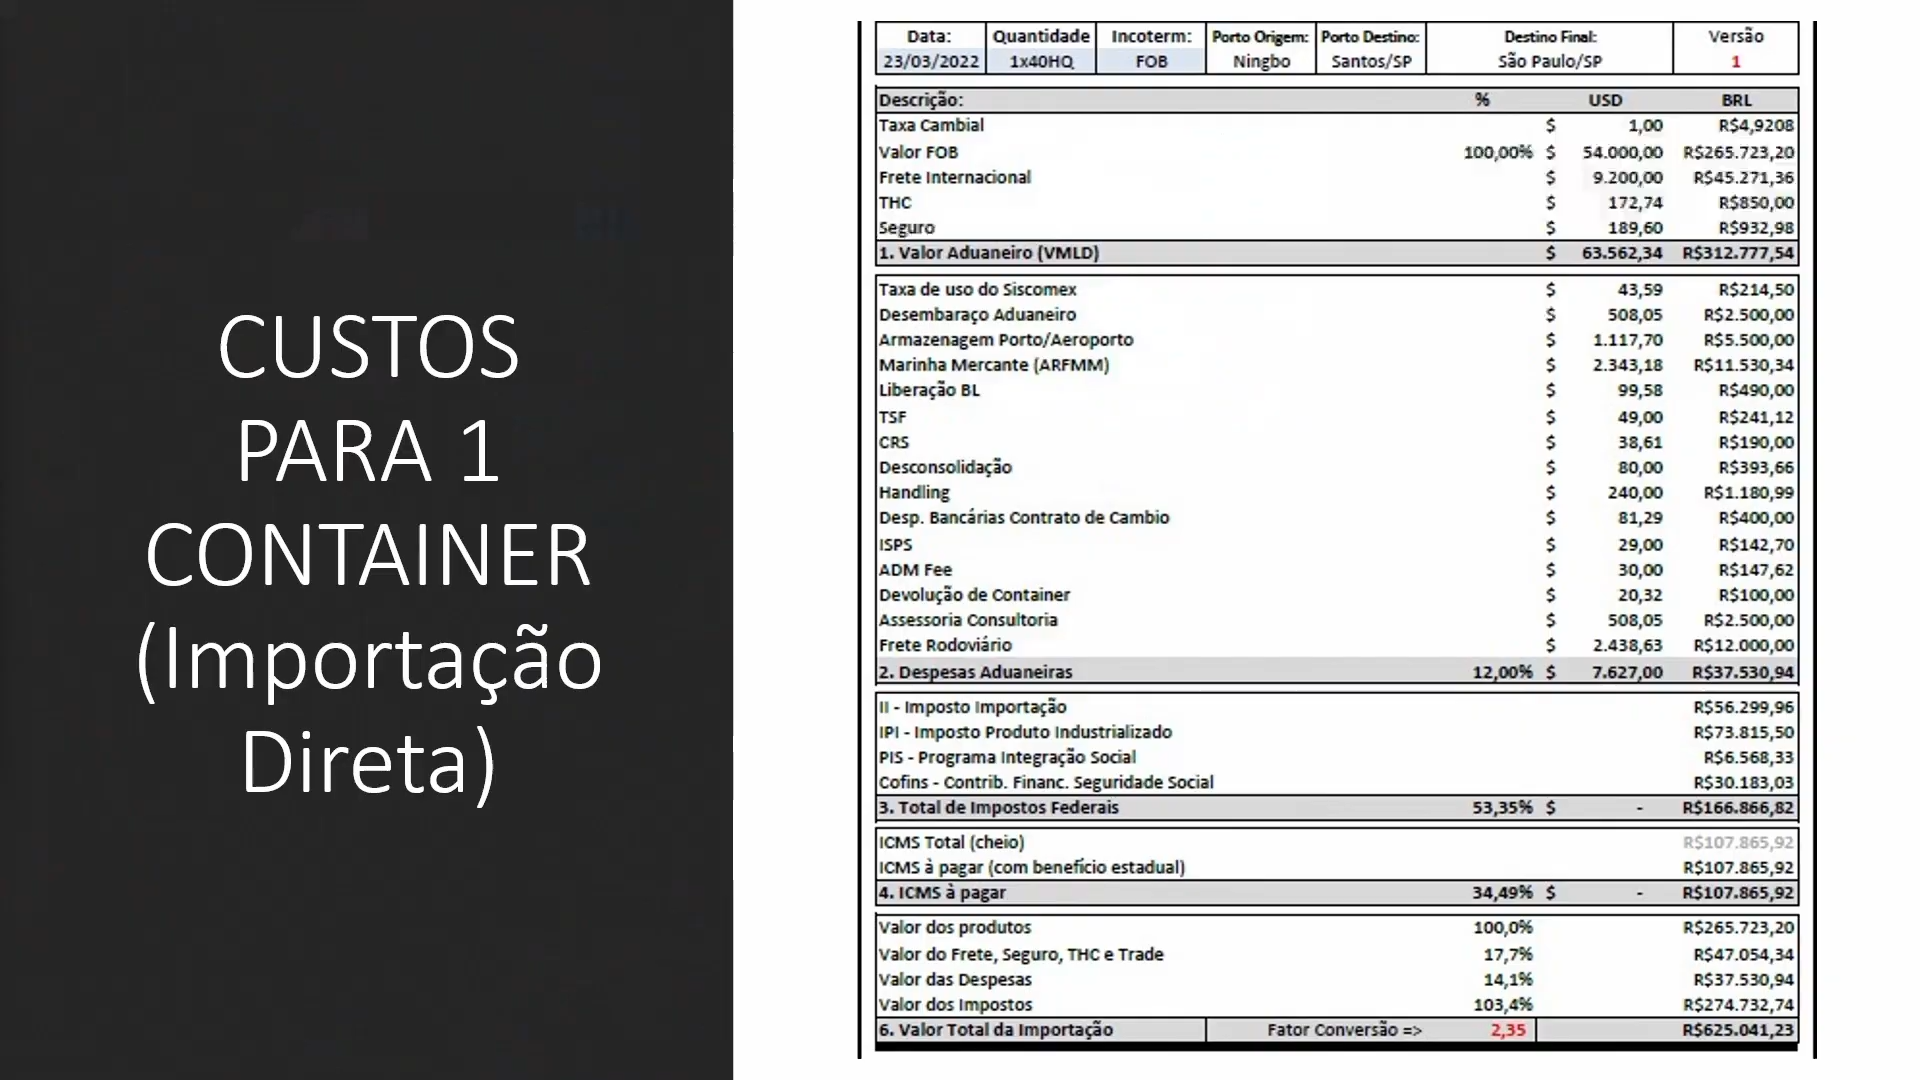 CUSTOS
PARA 1
CONTAINER
(Importação
Direta)
Data: Quantidade Incoterm: Porto Origem: Porto Destino: Destino Final: Versão
23/03/2022 1x40HQ FOB Ningbo Santos/SP São Paulo/SP 1
Descrição: % USD BRL
Taxa Cambial $ 1,00 R$4,9208
Valor FOB 100,00% $ 54.000,00 R$265.723,20
Frete Internacional $ 9.200,00 R$45.271,36
THC $ 172,74 R$850,00
Seguro $ 189,60 R$932,98
1. Valor Aduaneiro (VMLD) $ 63.562,34 R$312.777,54
Taxa de uso do Siscomex $ 43,59 R$214,50
Desembaraço Aduaneiro $ 508,05 R$2.500,00
Armazenagem Porto/Aeroporto $ 1.117,70 R$5.500,00
Marinha Mercante (ARFMM) $ 2.343,18 R$11.530,34
Liberação BL $ 99,58 R$490,00
TSF $ 49,00 R$241,12
CRS $ 38,61 R$190,00
Desconsolidação $ 80,00 R$393,66
Handling $ 240,00 R$1.180,99
Desp. Bancárias Contrato de Cambio $ 81,29 R$400,00
ISPS $ 29,00 R$142,70
ADM Fee $ 30,00 R$147,62
Devolução de Container $ 20,32 R$100,00
Assessoria Consultoria $ 508,05 R$2.500,00
Frete Rodoviário $ 2.438,63 R$12.000,00
2. Despesas Aduaneiras 12,00% $ 7.627,00 R$37.530,94
II - Imposto Importação R$56.299,96
IPI - Imposto Produto Industrializado R$73.815,50
PIS - Programa Integração Social R$6.568,33
Cofins - Contrib. Financ. Seguridade Social R$30.183,03
3. Total de Impostos Federais 53,35% $ - R$166.866,82
ICMS Total (cheio) R$107.865,92
ICMS à pagar (com benefício estadual) R$107.865,92
4. ICMS à pagar 34,49% $ - R$107.865,92
Valor dos produtos 100,0% R$265.723,20
Valor do Frete, Seguro, THC e Trade 17,7% R$47.054,34
Valor das Despesas 14,1% R$37.530,94
Valor dos Impostos 103,4% R$274.732,74
6. Valor Total da Importação Fator Conversão => 2,35 R$625.041,23